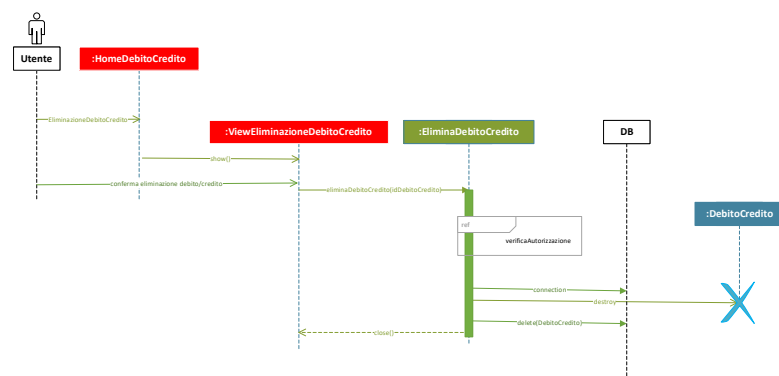 Utente
:HomeDebitoCredito
EliminazioneDebitoCredito
:ViewEliminazioneDebitoCredito
:EliminaDebitoCredito
DB
show()
conferma eliminazione debito/credito
eliminaDebitoCredito(idDebitoCredito)
:DebitoCredito
ref
verificaAutorizzazione
connection
destroy
delete(DebitoCredito)
close()